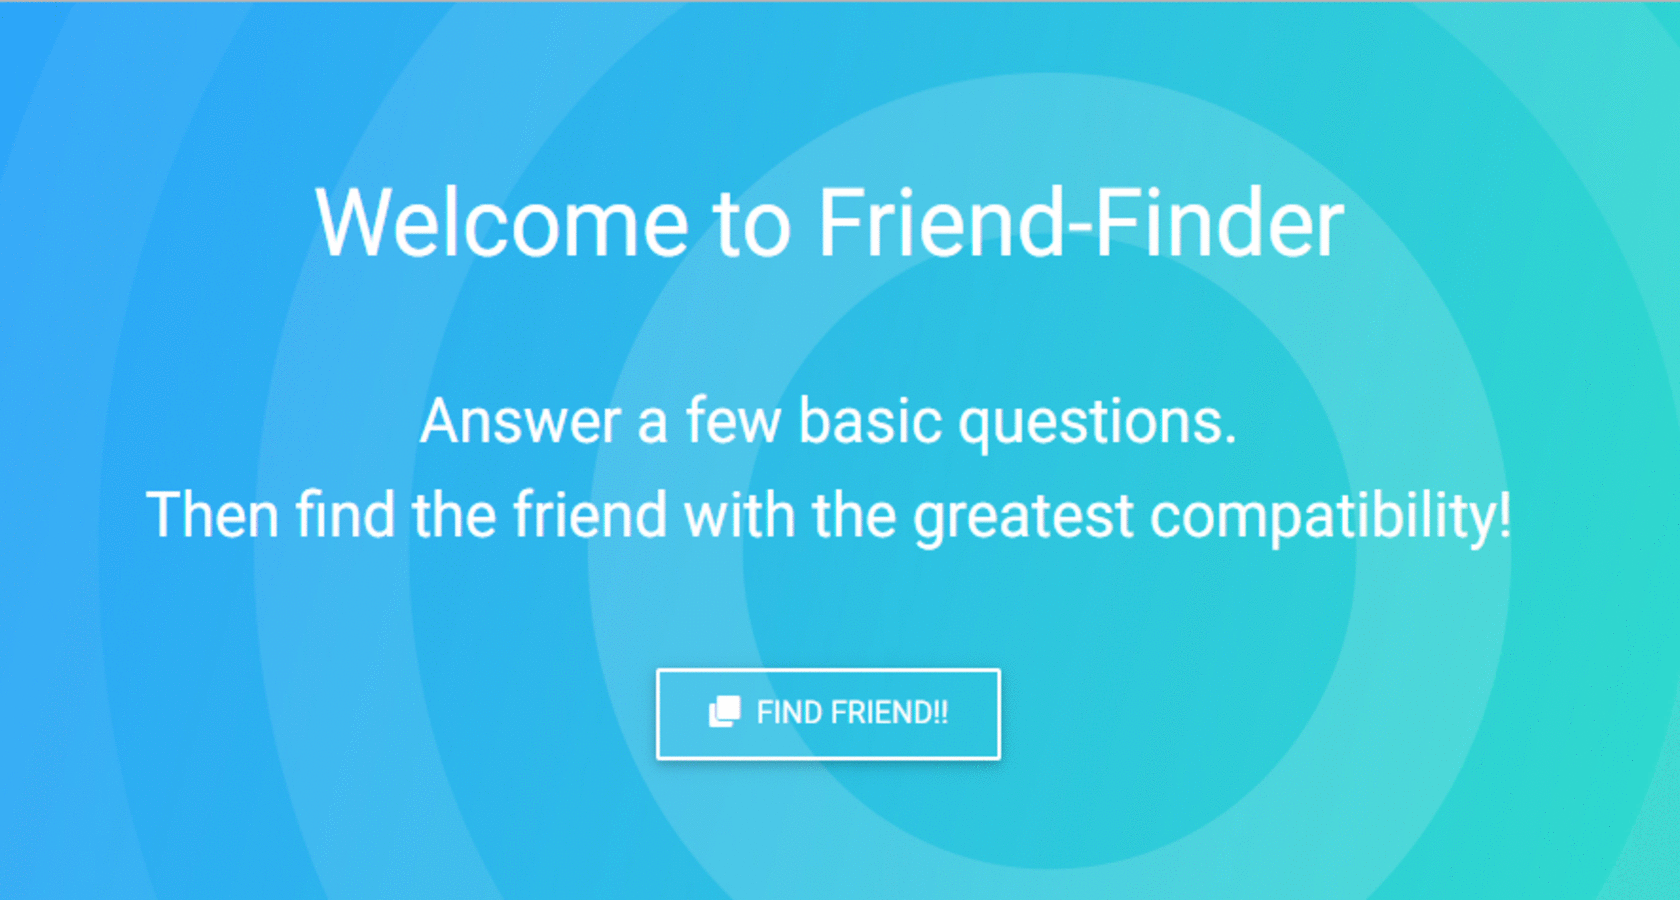 Welcome to Friend-Finder
Answer a few basic questions.
Then find the friend with the greatest compatibility!
FIND FRIEND!!